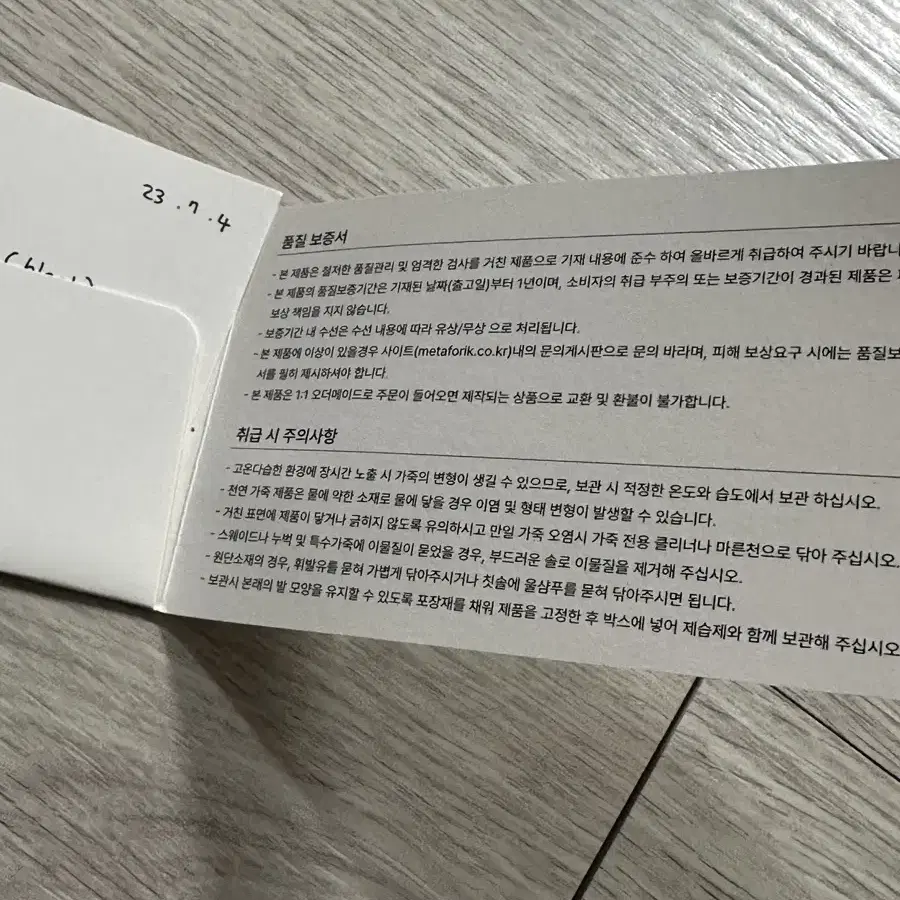 23.7.4
품질 보증서
- 본 제품은 철저한 품질관리 및 엄격한 검사를 거친 제품으로 기재 내용에 준수 하여 올바르게 취급하여 주시기 바랍니
- 본 제품의 품질보증기간은 기재된 날짜(출고일)부터 1년이며, 소비자의 취급 부주의 또는 보증기간이 경과된 제품은
보상 책임을 지지 않습니다.
- 보증기간 내 수선은 수선 내용에 따라 유상/무상 으로 처리됩니다.
- 본 제품에 이상이 있을경우 사이트(metaforik.co.kr)내의 문의게시판으로 문의 바라며, 피해 보상요구 시에는 품질보
서를 필히 제시하셔야 합니다.
- 본 제품은 1:1 오더메이드로 주문이 들어오면 제작되는 상품으로 교환 및 환불이 불가합니다.
취급 시 주의사항
- 고온다습한 환경에 장시간 노출 시 가죽의 변형이 생길 수 있으므로, 보관 시 적정한 온도와 습도에서 보관 하십시오.
- 천연 가죽 제품은 물에 약한 소재로 물에 닿을 경우 이염 및 형태 변형이 발생할 수 있습니다.
- 거친 표면에 제품이 닿거나 긁히지 않도록 유의하시고 만일 가죽 오염시 가죽 전용 클리너나 마른천으로 닦아 주십시오.
- 스웨이드나 누벅 및 특수가죽에 이물질이 묻었을 경우, 부드러운 솔로 이물질을 제거해 주십시오.
- 원단소재의 경우, 휘발유를 묻혀 가볍게 닦아주시거나 칫솔에 울샴푸를 묻혀 닦아주시면 됩니다.
- 보관시 본래의 발 모양을 유지할 수 있도록 포장재를 채워 제품을 고정한 후 박스에 넣어 제습제와 함께 보관해 주십시오